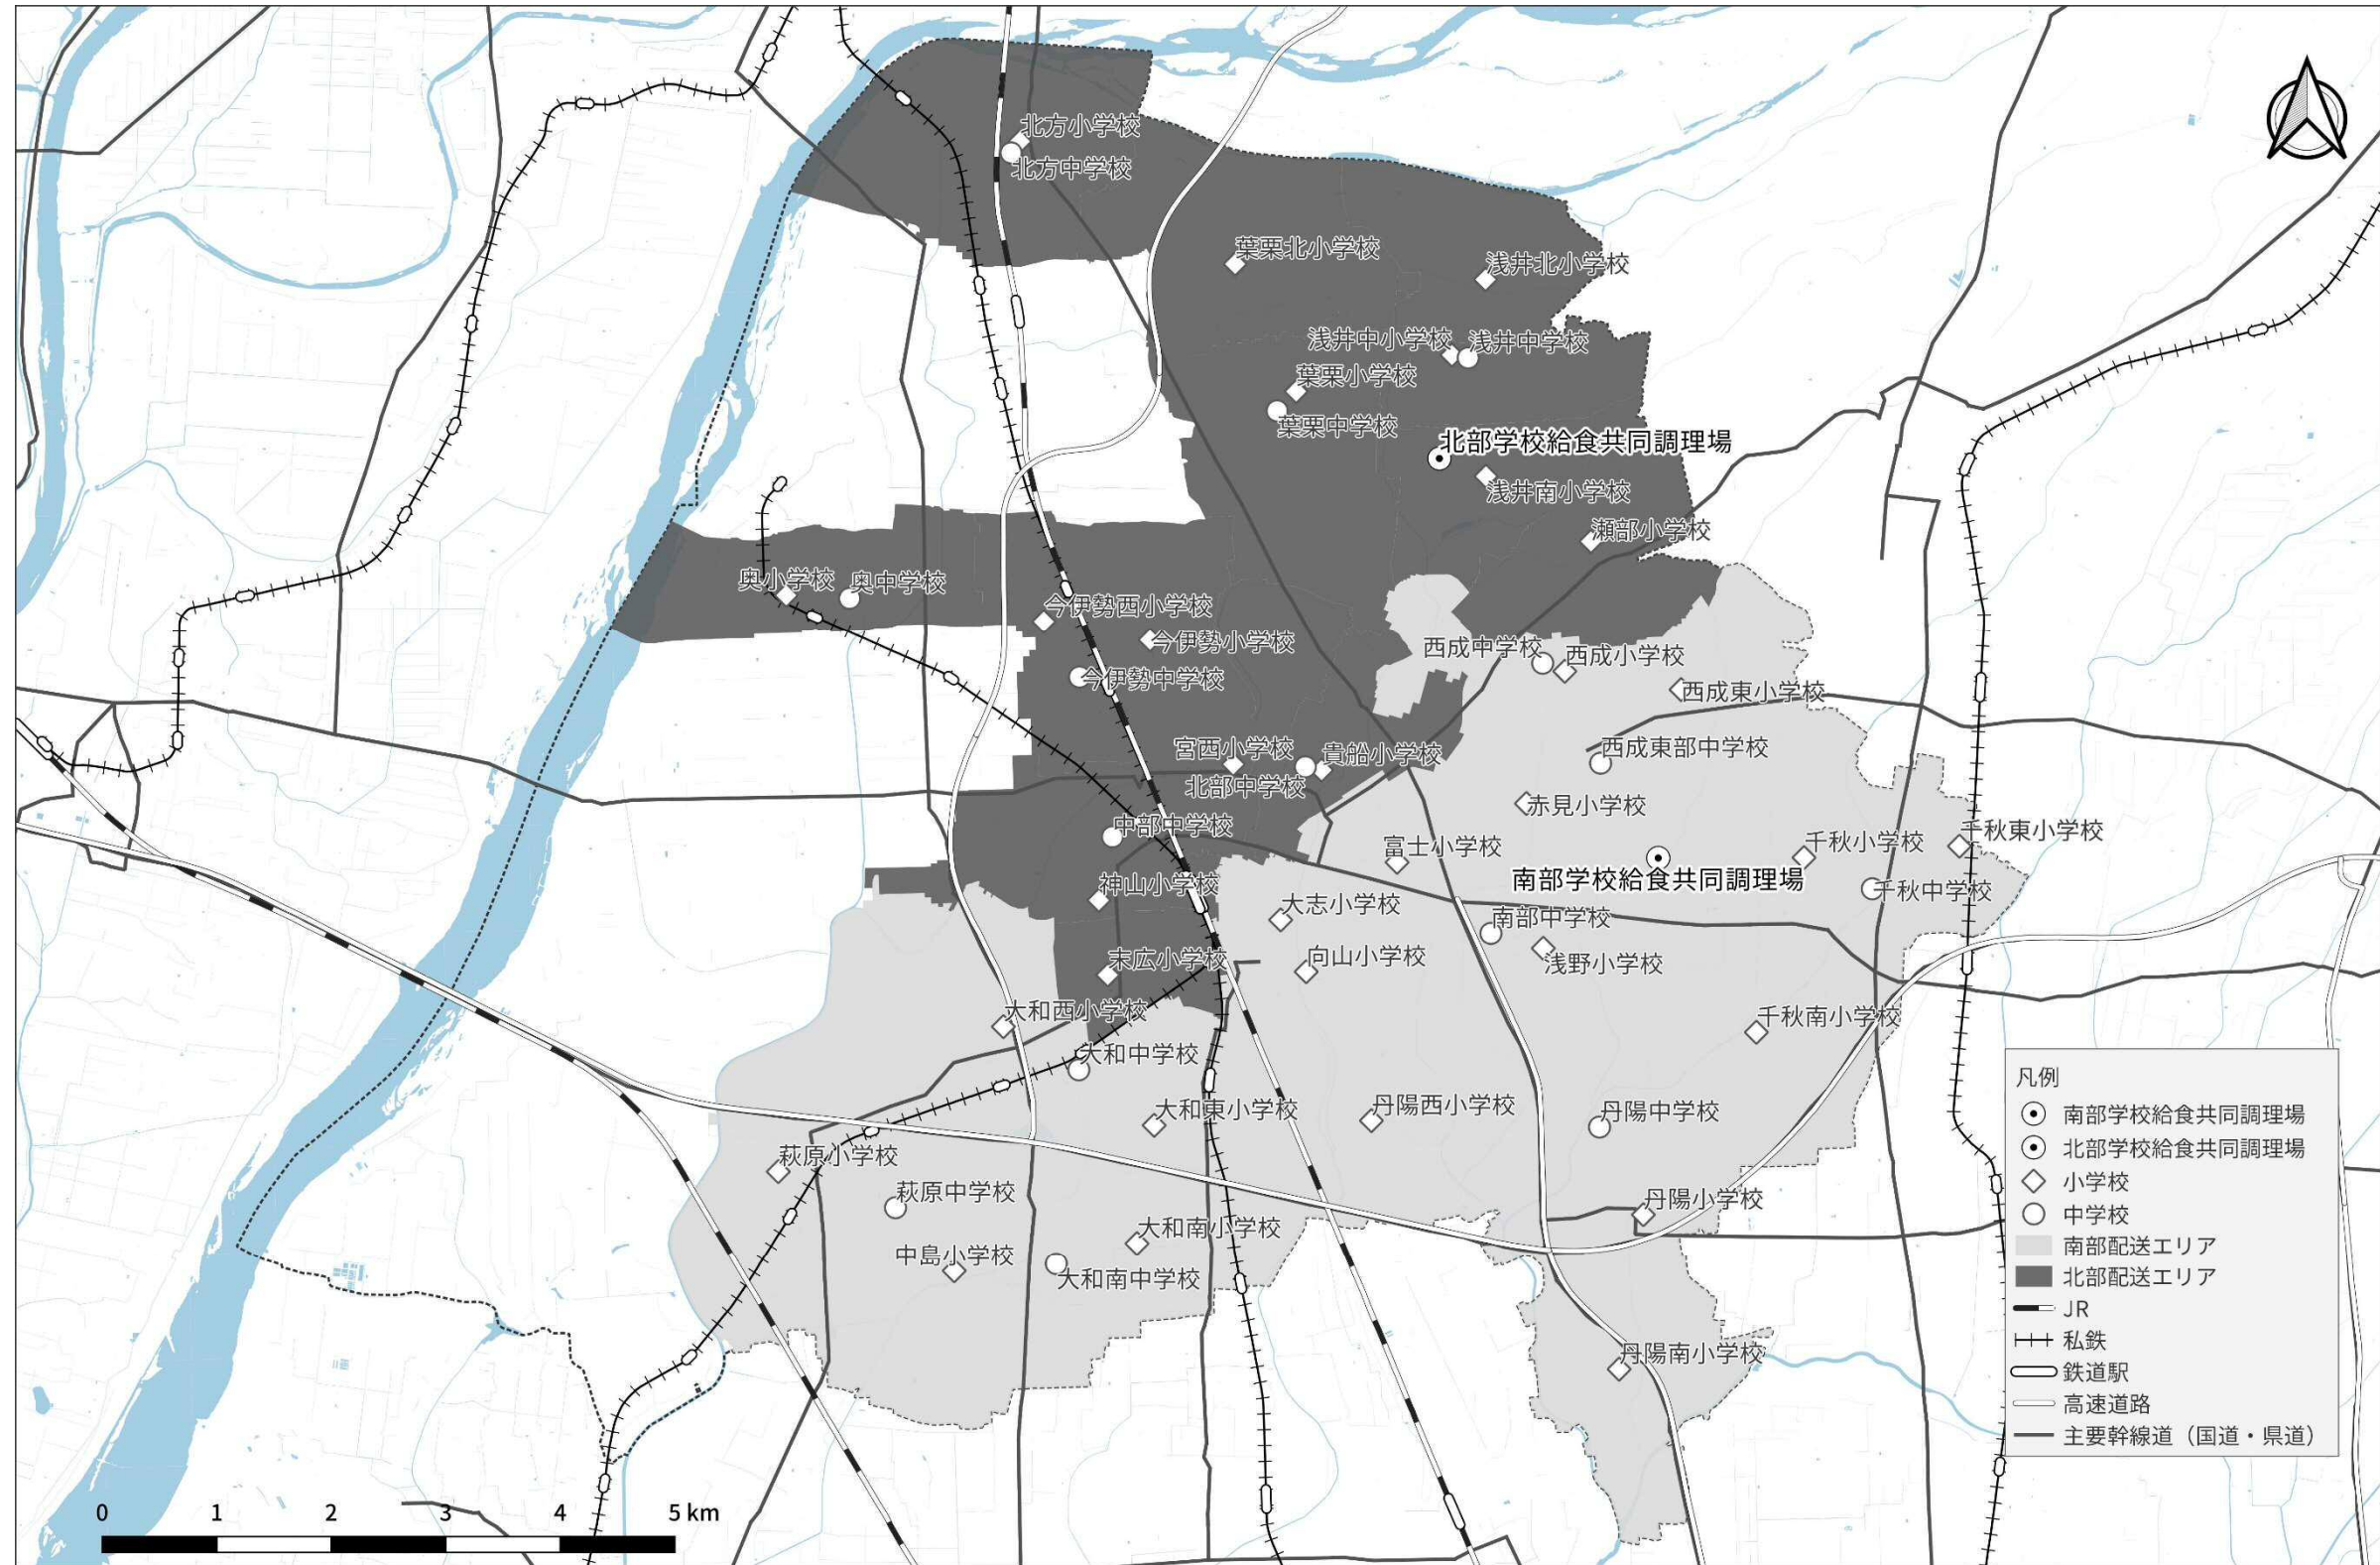 北方小学校
北方中学校
葉栗北小学校
浅井北小学校
浅井中小学校
浅井中学校
葉栗小学校
葉栗中学校
北部学校給食共同調理場
浅井南小学校
瀬部小学校
奥小学校
奥中学校
今伊勢西小学校
今伊勢小学校
今伊勢中学校
西成中学校
西成小学校
西成東小学校
宮西小学校
貴船小学校
北部中学校
西成東部中学校
赤見小学校
中部中学校
富士小学校
千秋小学校
千秋東小学校
南部学校給食共同調理場
千秋中学校
神山小学校
大志小学校
南部中学校
末広小学校
向山小学校
浅野小学校
大和西小学校
千秋南小学校
大和中学校
大和東小学校
丹陽西小学校
丹陽中学校
萩原小学校
萩原中学校
丹陽小学校
大和南小学校
中島小学校
大和南中学校
丹陽南小学校
凡例
南部学校給食共同調理場
北部学校給食共同調理場
小学校
中学校
南部配送エリア
北部配送エリア
JR
私鉄
鉄道駅
高速道路
主要幹線道（国道・県道）
0 1 2 3 4 5 km